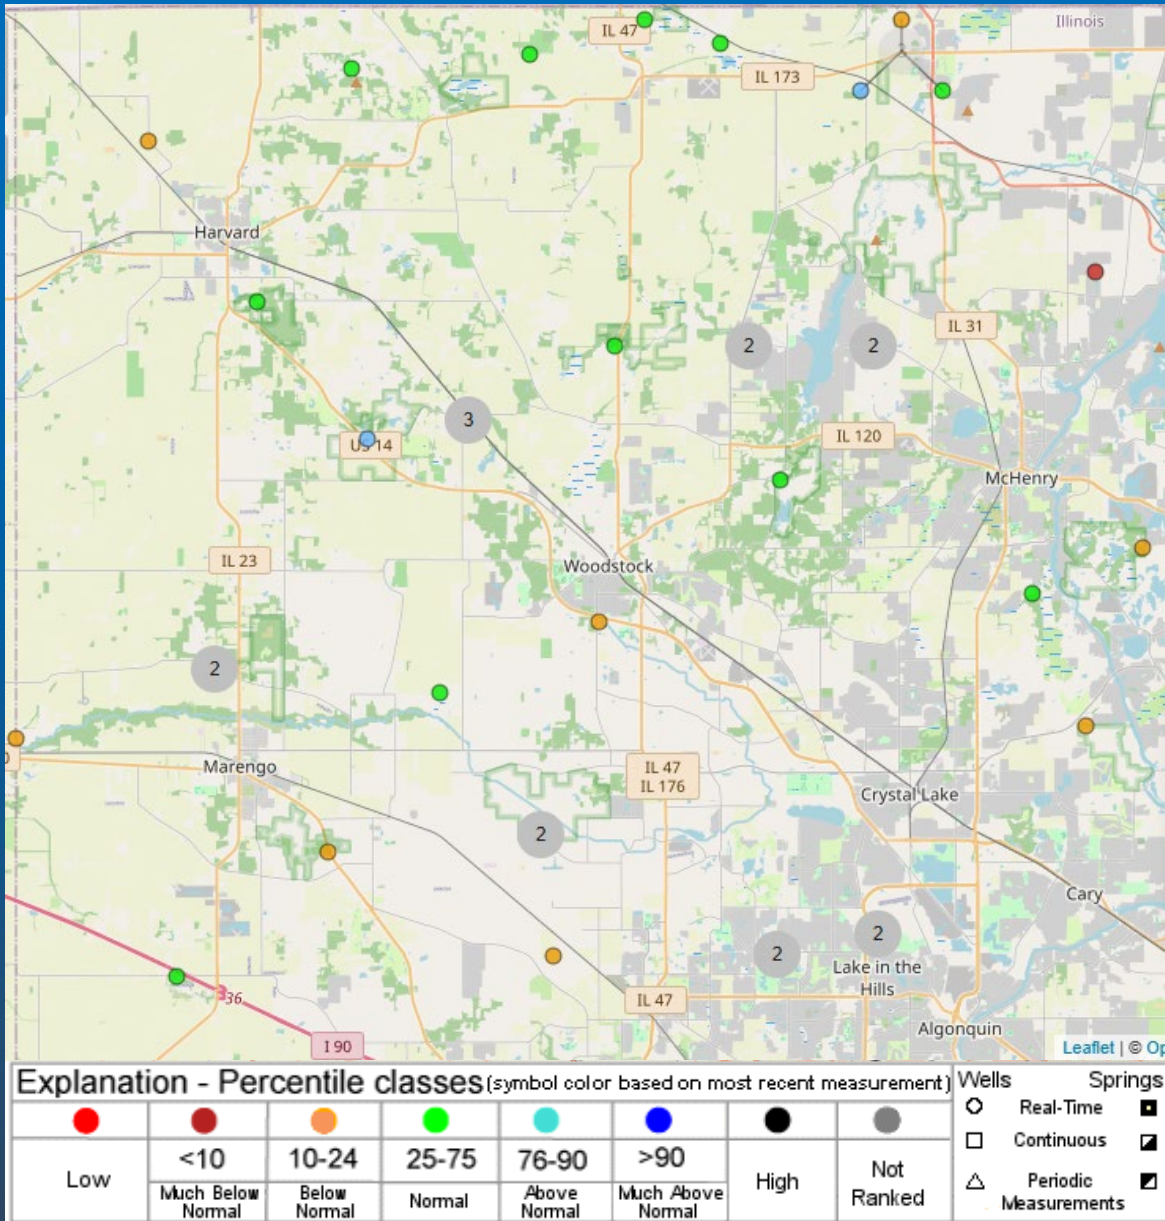 IL 47
Illinois
IL 173
Harvard
IL 31
2
2
3
US 14
IL 120
McHenry
IL 23
Woodstock
2
Marengo
IL 47
IL 176
Crystal Lake
2
Cary
2
2
Lake in the
Hills
36
IL 47
Algonquin
I 90
Leaflet | © Op
Explanation - Percentile classes (symbol color based on most recent measurement)
Wells Springs
Real-Time
Continuous
Periodic
Measurements
Low
<10
10-24
25-75
76-90
>90
High
Not
Ranked
Much Below
Normal
Below
Normal
Normal
Above
Normal
Much Above
Normal